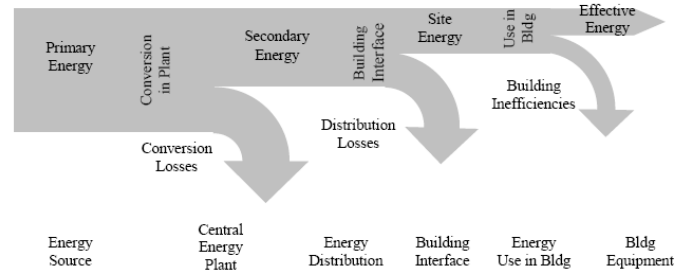 Primary
Energy
Conversion
in Plant
Secondary
Energy
Building
Interface
Site
Energy
Use in
Bldg
Effective
Energy
Conversion
Losses
Distribution
Losses
Building
Inefficiencies
Energy
Source
Central
Energy
Plant
Energy
Distribution
Building
Interface
Energy
Use in Bldg
Bldg
Equipment